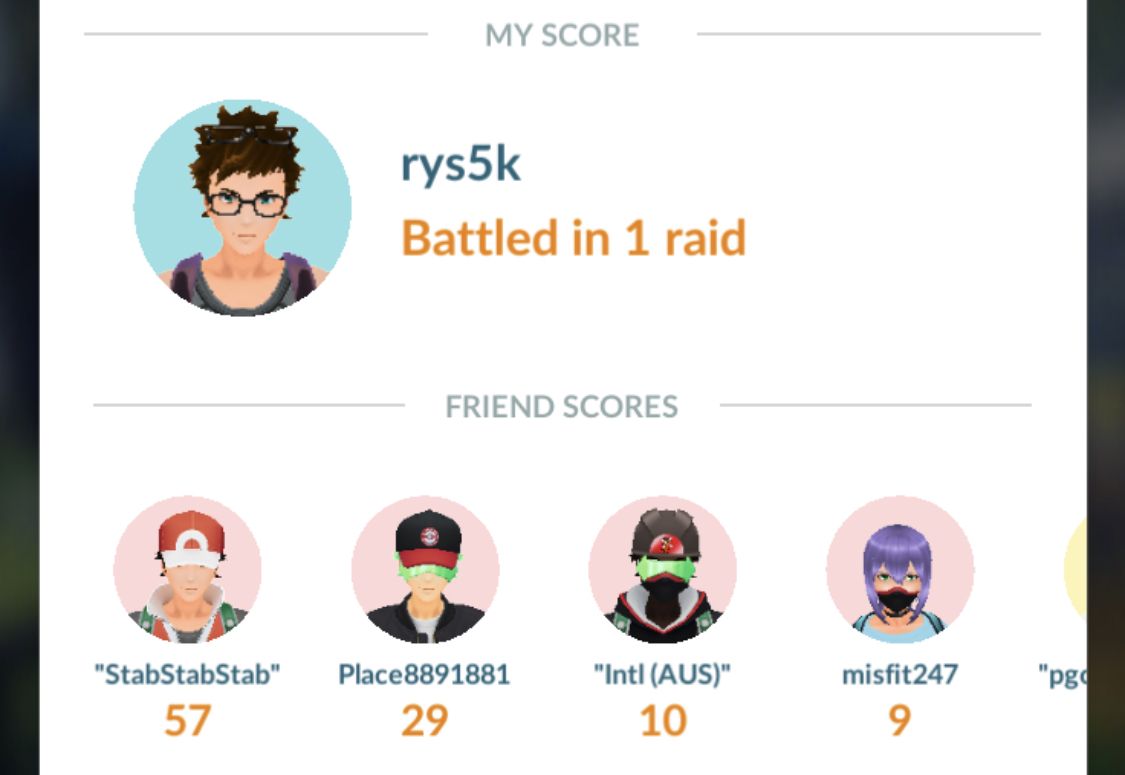 MY SCORE
rys5k
Battled in 1 raid
FRIEND SCORES
"StabStabStab" Place8891881 "Intl (AUS)" misfit247
57 29 10 9